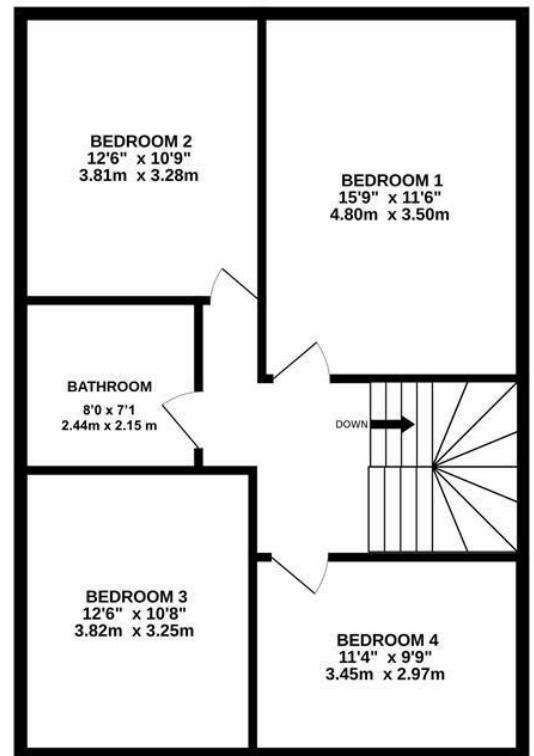 BEDROOM 2
12'6" x 10'9"
3.81m x 3.28m
BEDROOM 1
15'9" x 11'6"
4.80m x 3.50m
BATHROOM
8'0 x 7'1
2.44m x 2.15 m
DOWN
BEDROOM 3
12'6" x 10'8"
3.82m x 3.25m
BEDROOM 4
11'4" x 9'9"
3.45m x 2.97m